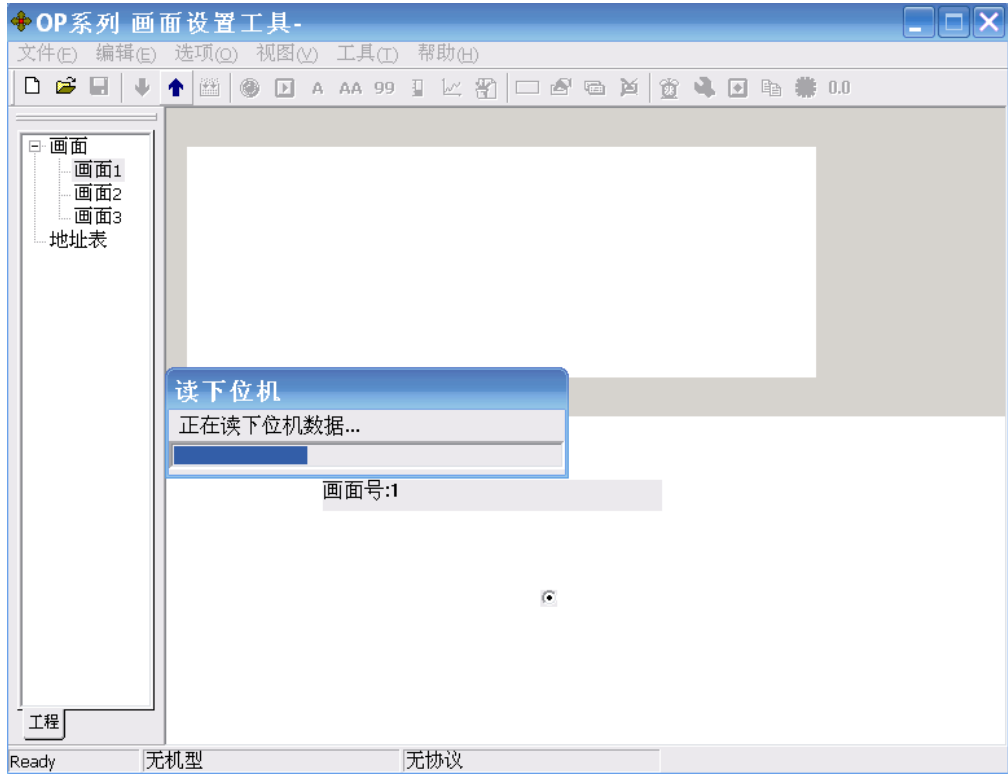 OP系列 画面设置工具-
文件(F) 编辑(E) 选项(O) 视图(V) 工具(T) 帮助(H)
A AA 99 0.0
画面
画面1
画面2
画面3
地址表
读下位机
正在读下位机数据...
画面号:1
工程
Ready 无机型 无协议